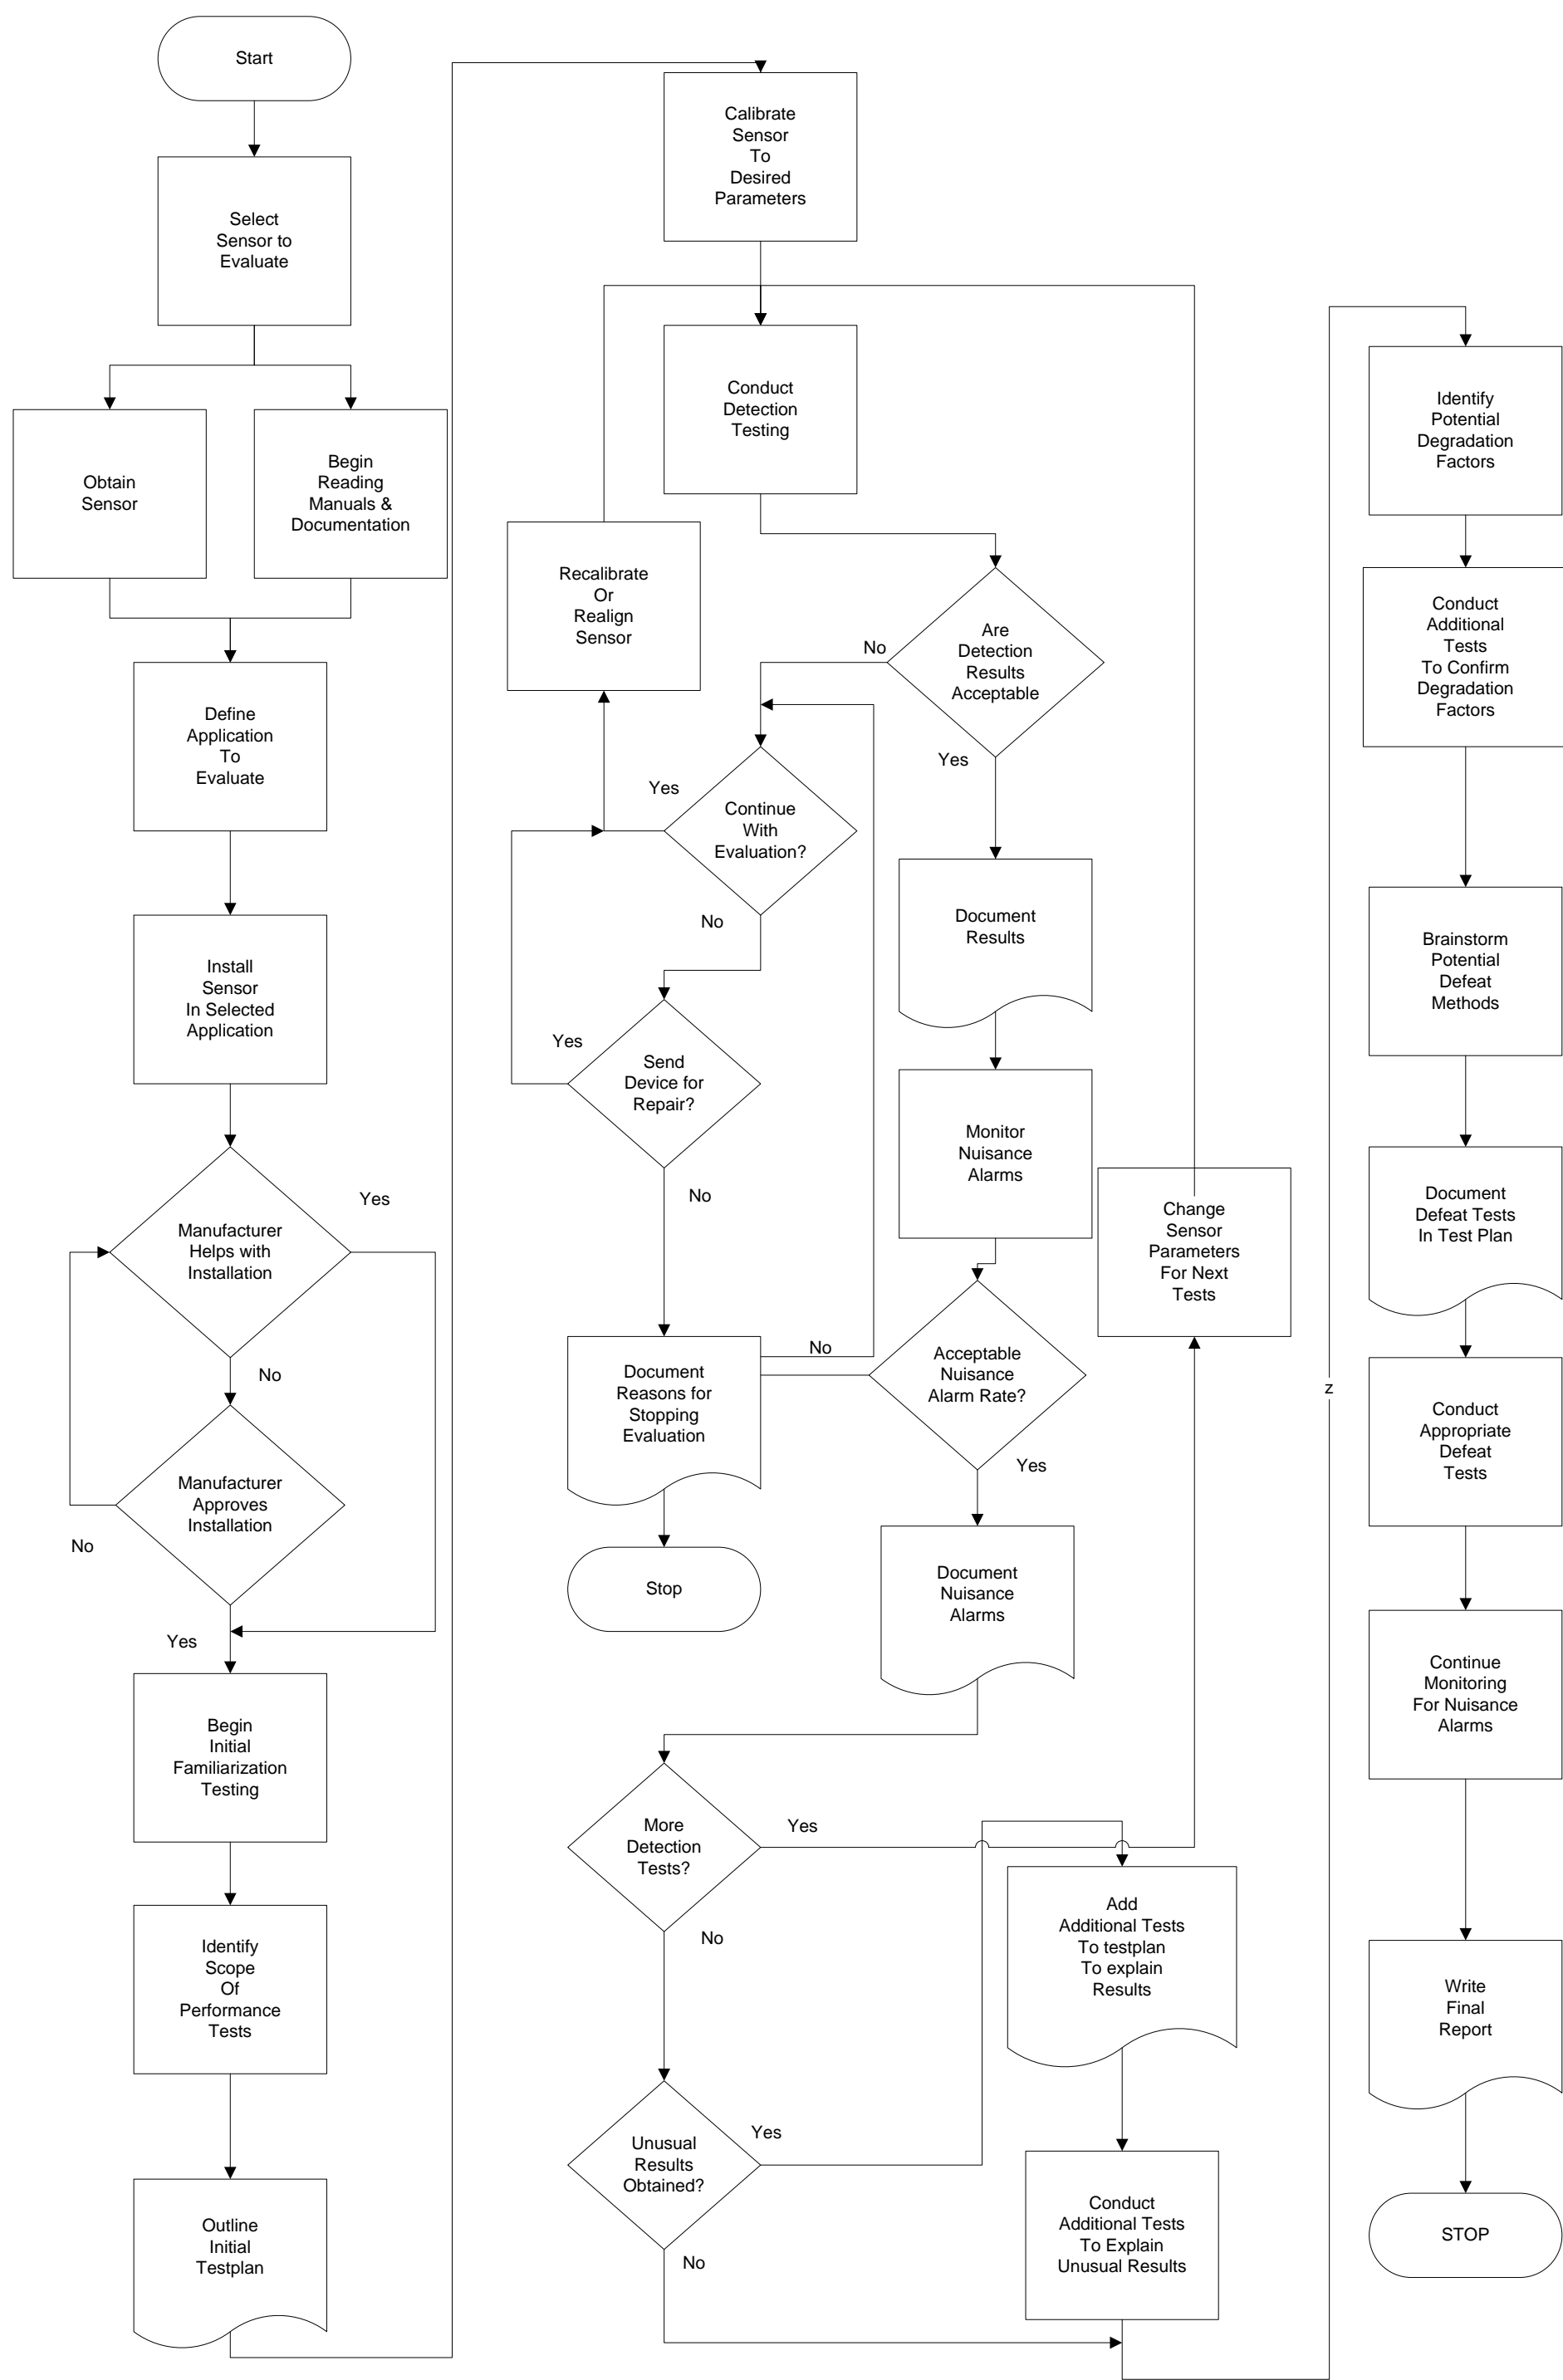 Start
Select
Sensor to
Evaluate
Obtain
Sensor
Begin
Reading
Manuals &
Documentation
Define
Application
To
Evaluate
Install
Sensor
In Selected
Application
Manufacturer
Helps with
Installation
Yes
No
Manufacturer
Approves
Installation
No
Yes
Begin
Initial
Familiarization
Testing
Identify
Scope
Of
Performance
Tests
Outline
Initial
Testplan
Calibrate
Sensor
To
Desired
Parameters
Conduct
Detection
Testing
Recalibrate
Or
Realign
Sensor
Are
Detection
Results
Acceptable
No
Yes
Continue
With
Evaluation?
Yes
No
Send
Device for
Repair?
Yes
No
Document
Reasons for
Stopping
Evaluation
Stop
Document
Results
Monitor
Nuisance
Alarms
Acceptable
Nuisance
Alarm Rate?
No
Yes
Document
Nuisance
Alarms
Change
Sensor
Parameters
For Next
Tests
More
Detection
Tests?
Yes
No
Unusual
Results
Obtained?
Yes
No
Add
Additional Tests
To testplan
To explain
Results
Conduct
Additional Tests
To Explain
Unusual Results
z
Identify
Potential
Degradation
Factors
Conduct
Additional
Tests
To Confirm
Degradation
Factors
Brainstorm
Potential
Defeat
Methods
Document
Defeat Tests
In Test Plan
Conduct
Appropriate
Defeat
Tests
Continue
Monitoring
For Nuisance
Alarms
Write
Final
Report
STOP